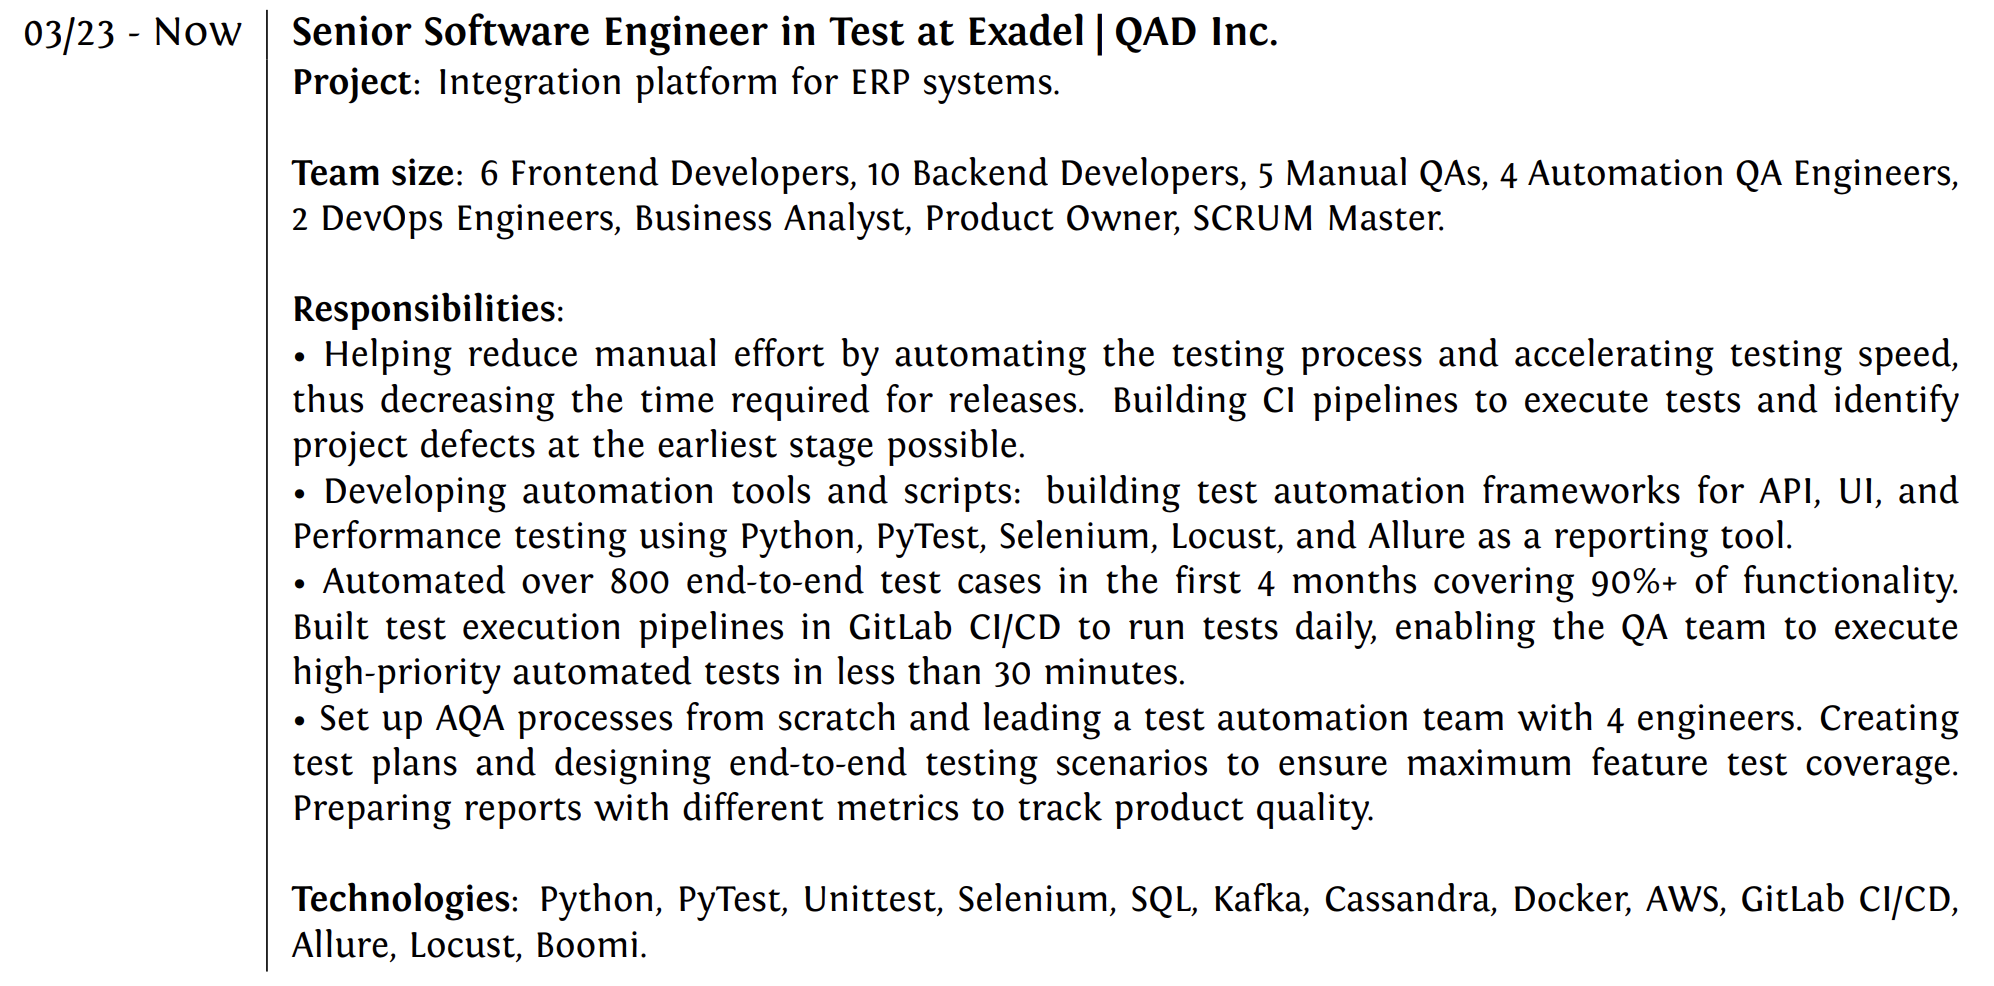 03/23 - Now
Senior Software Engineer in Test at Exadel | QAD Inc.
Project: Integration platform for ERP systems.
Team size: 6 Frontend Developers, 10 Backend Developers, 5 Manual QAs, 4 Automation QA Engineers,
2 DevOps Engineers, Business Analyst, Product Owner, SCRUM Master.
Responsibilities:
• Helping reduce manual effort by automating the testing process and accelerating testing speed,
thus decreasing the time required for releases. Building CI pipelines to execute tests and identify
project defects at the earliest stage possible.
• Developing automation tools and scripts: building test automation frameworks for API, UI, and
Performance testing using Python, PyTest, Selenium, Locust, and Allure as a reporting tool.
• Automated over 800 end-to-end test cases in the first 4 months covering 90%+ of functionality.
Built test execution pipelines in GitLab CI/CD to run tests daily, enabling the QA team to execute
high-priority automated tests in less than 30 minutes.
• Set up AQA processes from scratch and leading a test automation team with 4 engineers. Creating
test plans and designing end-to-end testing scenarios to ensure maximum feature test coverage.
Preparing reports with different metrics to track product quality.
Technologies: Python, PyTest, Unittest, Selenium, SQL, Kafka, Cassandra, Docker, AWS, GitLab CI/CD,
Allure, Locust, Boomi.